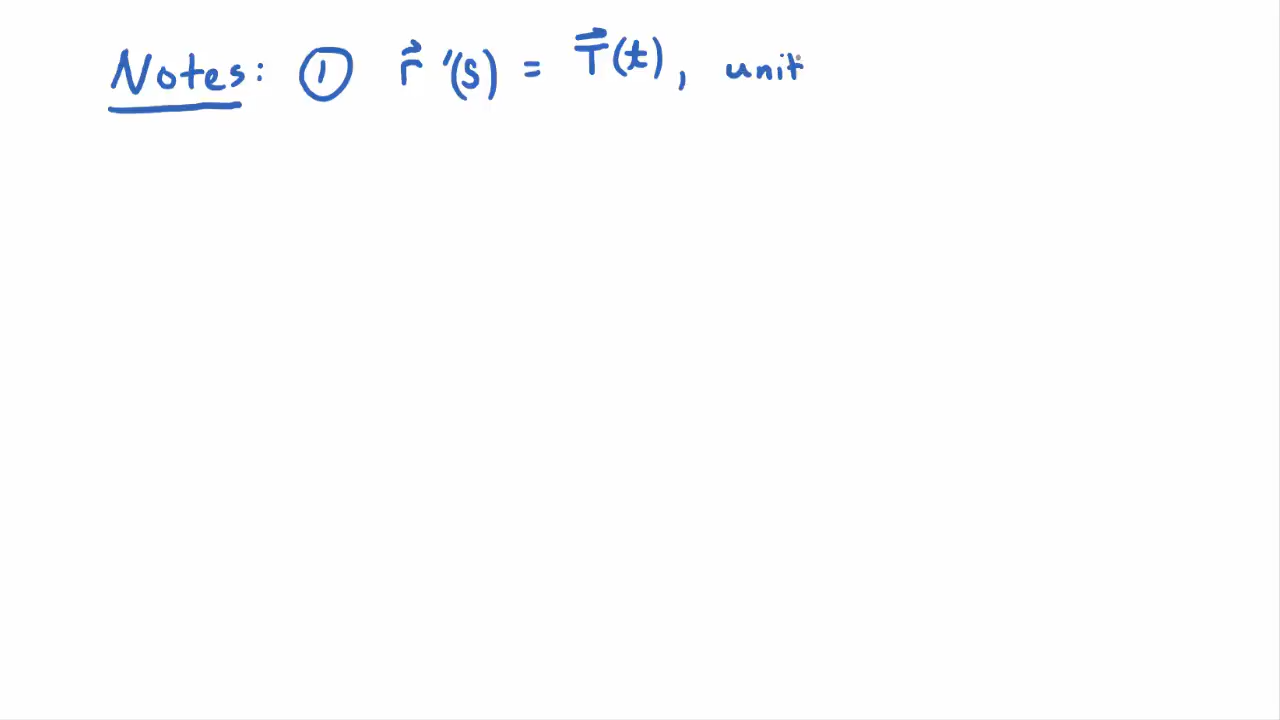 Notes: ① r⃗ '(s) = T⃗(t), unit